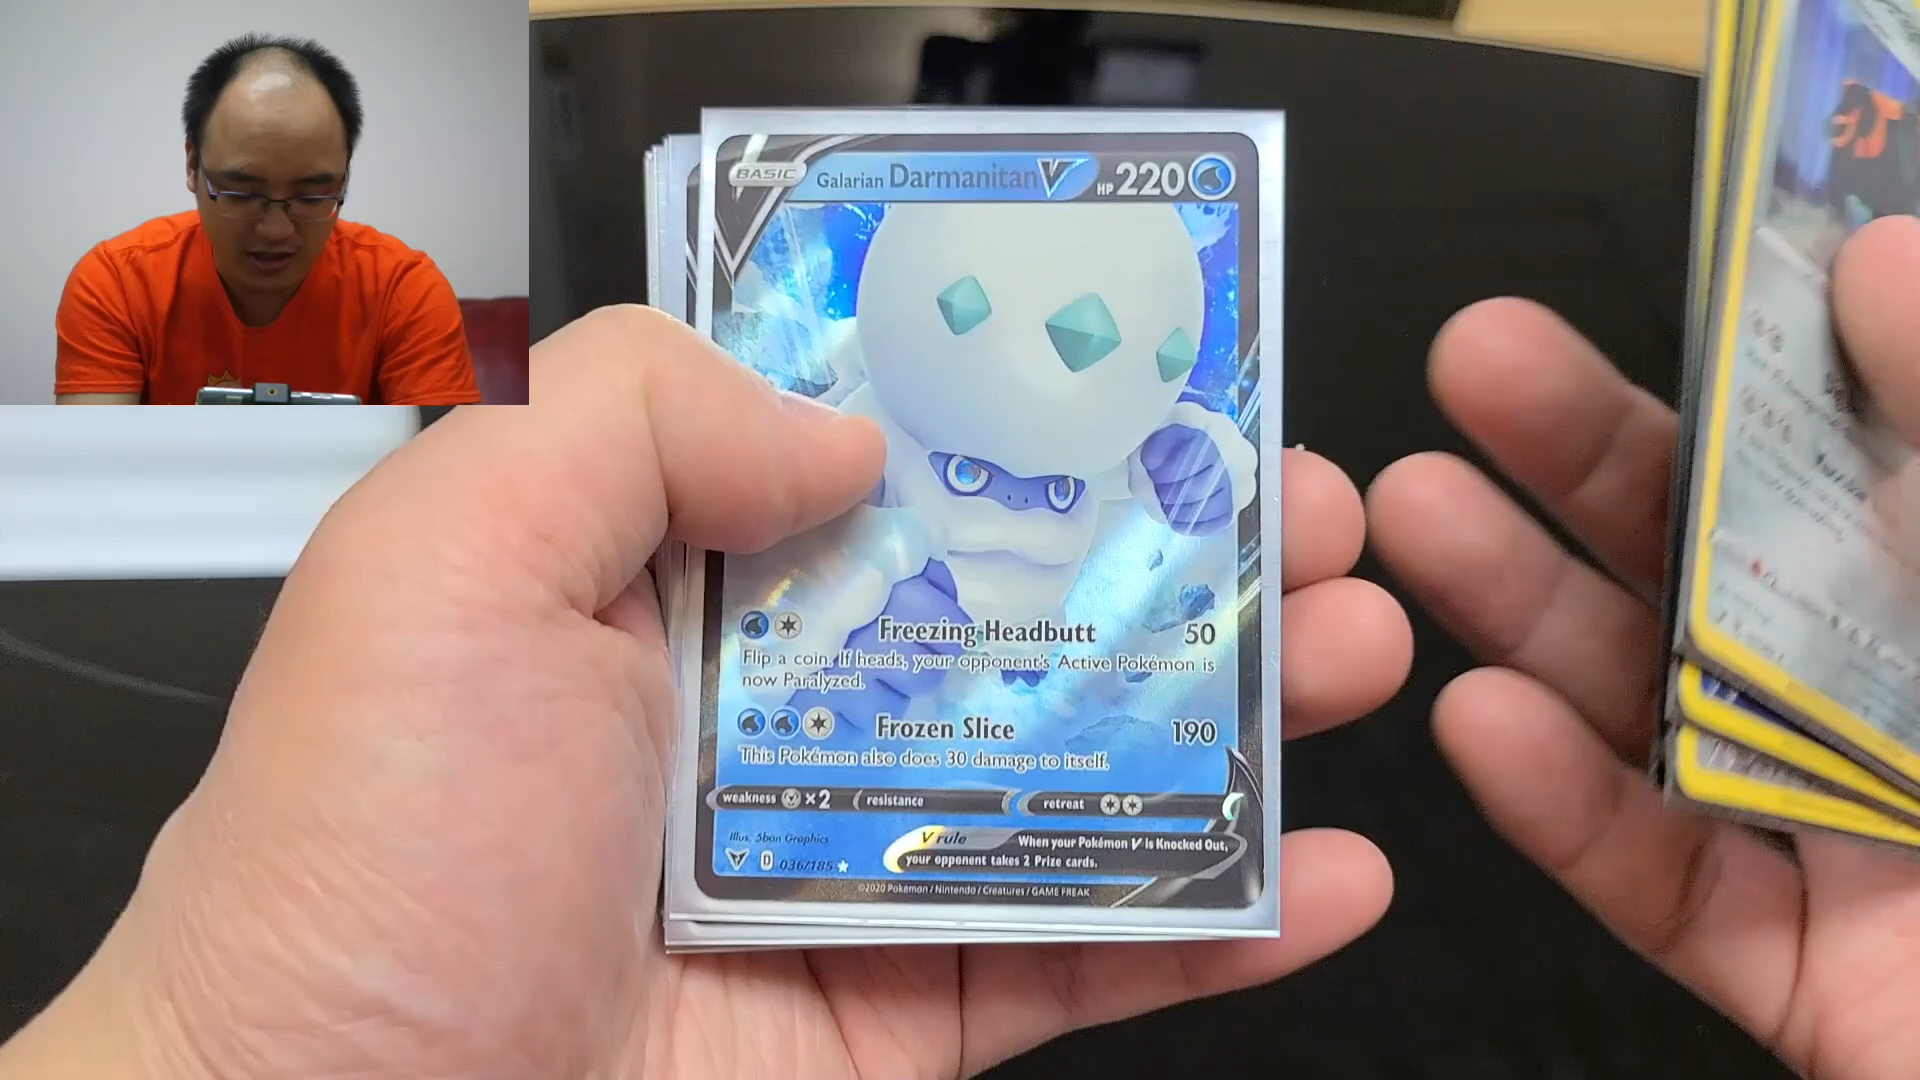 BASIC
Galarian Darmanitan V HP 220
Freezing Headbutt 50
Flip a coin. If heads, your opponent's Active Pokémon is
now Paralyzed.
Frozen Slice 190
This Pokémon also does 30 damage to itself.
weakness ×2 resistance retreat
Illus. 5ban Graphics
V rule When your Pokémon V is Knocked Out,
your opponent takes 2 Prize cards.
D 036/185
©2020 Pokémon / Nintendo / Creatures / GAME FREAK